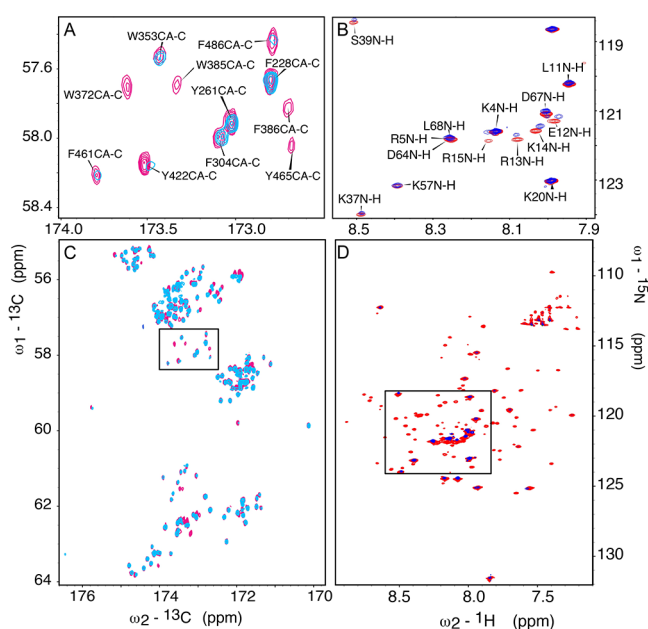 A
W353CA-C
F486CA-C
W385CA-C
F228CA-C
W372CA-C
Y261CA-C
F386CA-C
F461CA-C
Y422CA-C
F304CA-C
Y465CA-C
57.6
58.0
58.4
174.0
173.5
173.0
B
S39N-H
L11N-H
D67N-H
K4N-H
L68N-H
R5N-H
D64N-H
E12N-H
K14N-H
R15N-H
R13N-H
K57N-H
K20N-H
K37N-H
119
121
123
8.5
8.3
8.1
7.9
C
56
58
60
62
64
176
174
172
170
ω1 - 13C (ppm)
ω2 - 13C (ppm)
D
110
115
120
125
130
8.5
8.0
7.5
ω1 - 15N (ppm)
ω2 - 1H (ppm)